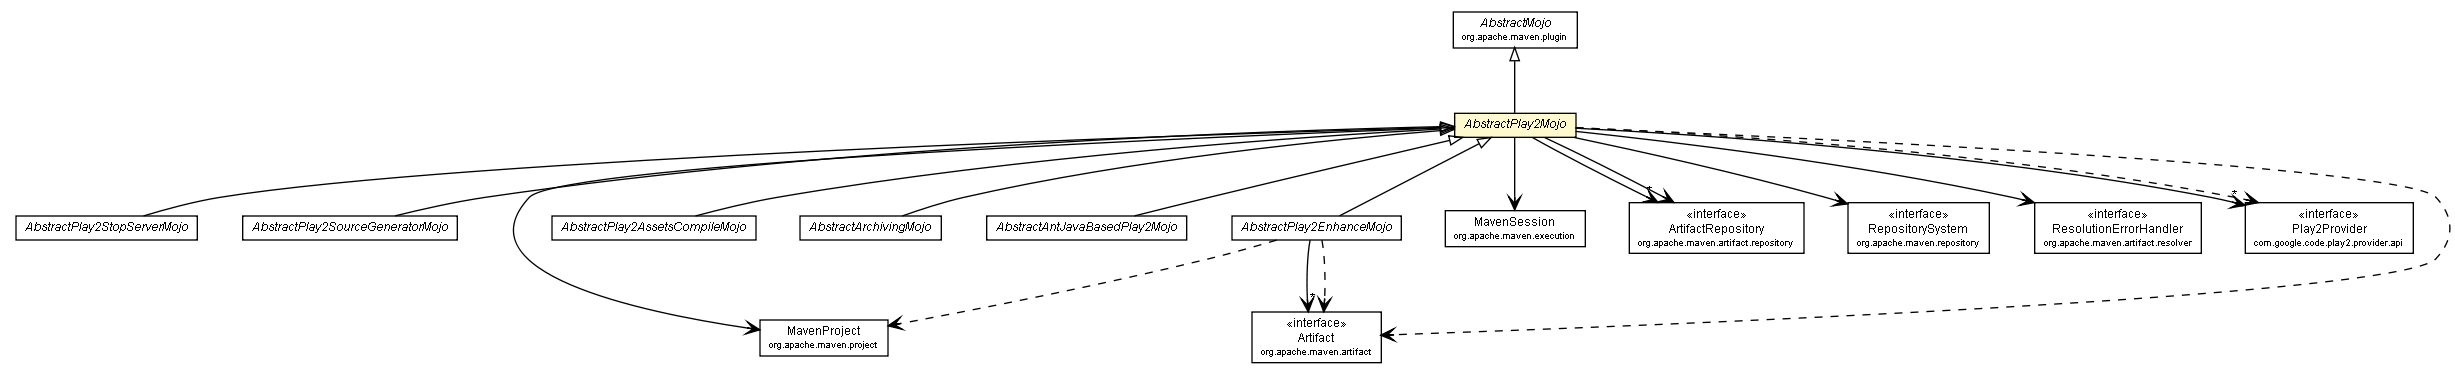 AbstractMojo
org.apache.maven.plugin
AbstractPlay2Mojo
AbstractPlay2StopServerMojo
AbstractPlay2SourceGeneratorMojo
AbstractPlay2AssetsCompileMojo
AbstractArchivingMojo
AbstractAntJavaBasedPlay2Mojo
AbstractPlay2EnhanceMojo
MavenSession
org.apache.maven.execution
*
«interface»
ArtifactRepository
org.apache.maven.artifact.repository
«interface»
RepositorySystem
org.apache.maven.repository
«interface»
ResolutionErrorHandler
org.apache.maven.artifact.resolver
*
«interface»
Play2Provider
com.google.code.play2.provider.api
MavenProject
org.apache.maven.project
*
«interface»
Artifact
org.apache.maven.artifact